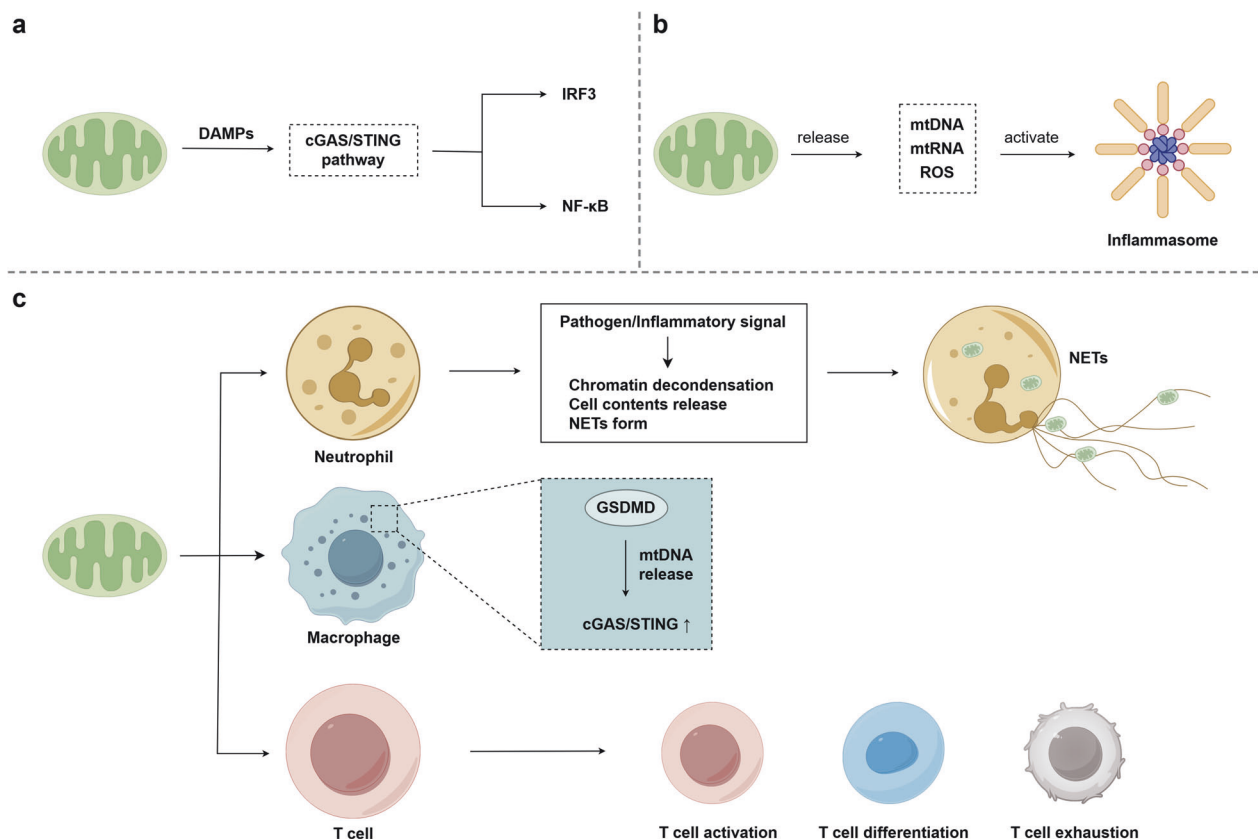 a
DAMPs
cGAS/STING
pathway
IRF3
NF-κB
b
release
mtDNA
mtRNA
ROS
activate
Inflammasome
c
Neutrophil
Pathogen/Inflammatory signal
Chromatin decondensation
Cell contents release
NETs form
NETs
Macrophage
GSDMD
mtDNA
release
cGAS/STING ↑
T cell
T cell activation
T cell differentiation
T cell exhaustion